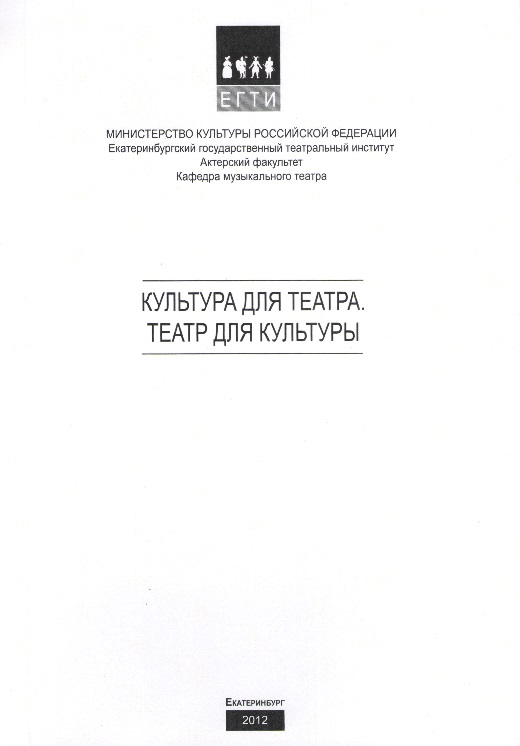 ЕГТИ
МИНИСТЕРСТВО КУЛЬТУРЫ РОССИЙСКОЙ ФЕДЕРАЦИИ
Екатеринбургский государственный театральный институт
Актерский факультет
Кафедра музыкального театра
КУЛЬТУРА ДЛЯ ТЕАТРА.
ТЕАТР ДЛЯ КУЛЬТУРЫ
ЕКАТЕРИНБУРГ
2012